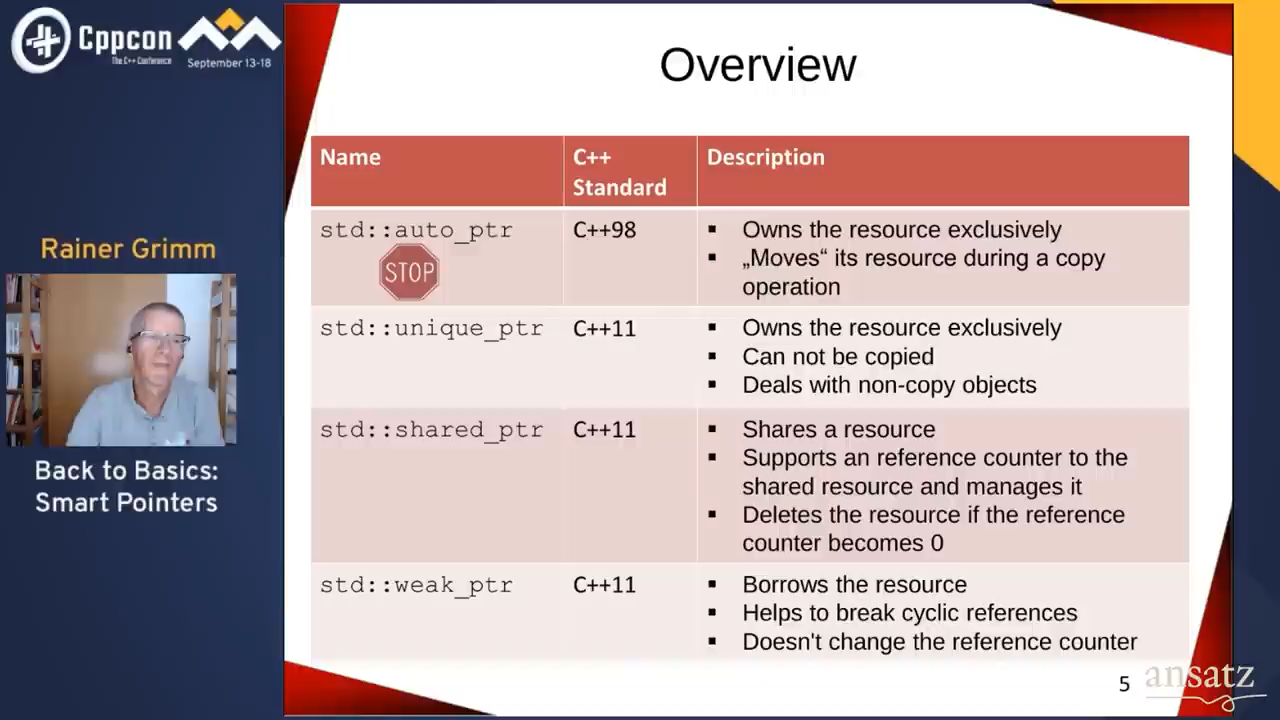 Cppcon
The C++ Conference
September 13-18
Rainer Grimm
Back to Basics:
Smart Pointers
Overview
Name
C++
Standard
Description
std::auto_ptr
STOP
C++98
▪ Owns the resource exclusively
▪ „Moves“ its resource during a copy
operation
std::unique_ptr
C++11
▪ Owns the resource exclusively
▪ Can not be copied
▪ Deals with non-copy objects
std::shared_ptr
C++11
▪ Shares a resource
▪ Supports an reference counter to the
shared resource and manages it
▪ Deletes the resource if the reference
counter becomes 0
std::weak_ptr
C++11
▪ Borrows the resource
▪ Helps to break cyclic references
▪ Doesn't change the reference counter
5
ansatz